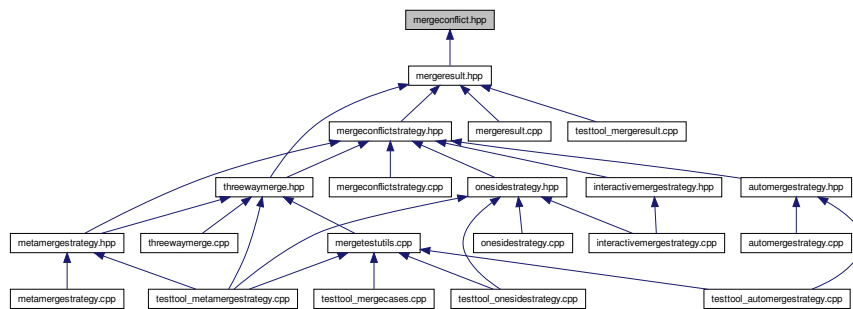 mergeconflict.hpp
mergeresult.hpp
mergeconflictstrategy.hpp
mergeresult.cpp
testtool_mergeresult.cpp
threewaymerge.hpp
mergeconflictstrategy.cpp
onesidestrategy.hpp
interactivemergestrategy.hpp
automergestrategy.hpp
metamergestrategy.hpp
threewaymerge.cpp
mergetestutils.cpp
onesidestrategy.cpp
interactivemergestrategy.cpp
automergestrategy.cpp
metamergestrategy.cpp
testtool_metamergestrategy.cpp
testtool_mergecases.cpp
testtool_onesidestrategy.cpp
testtool_automergestrategy.cpp